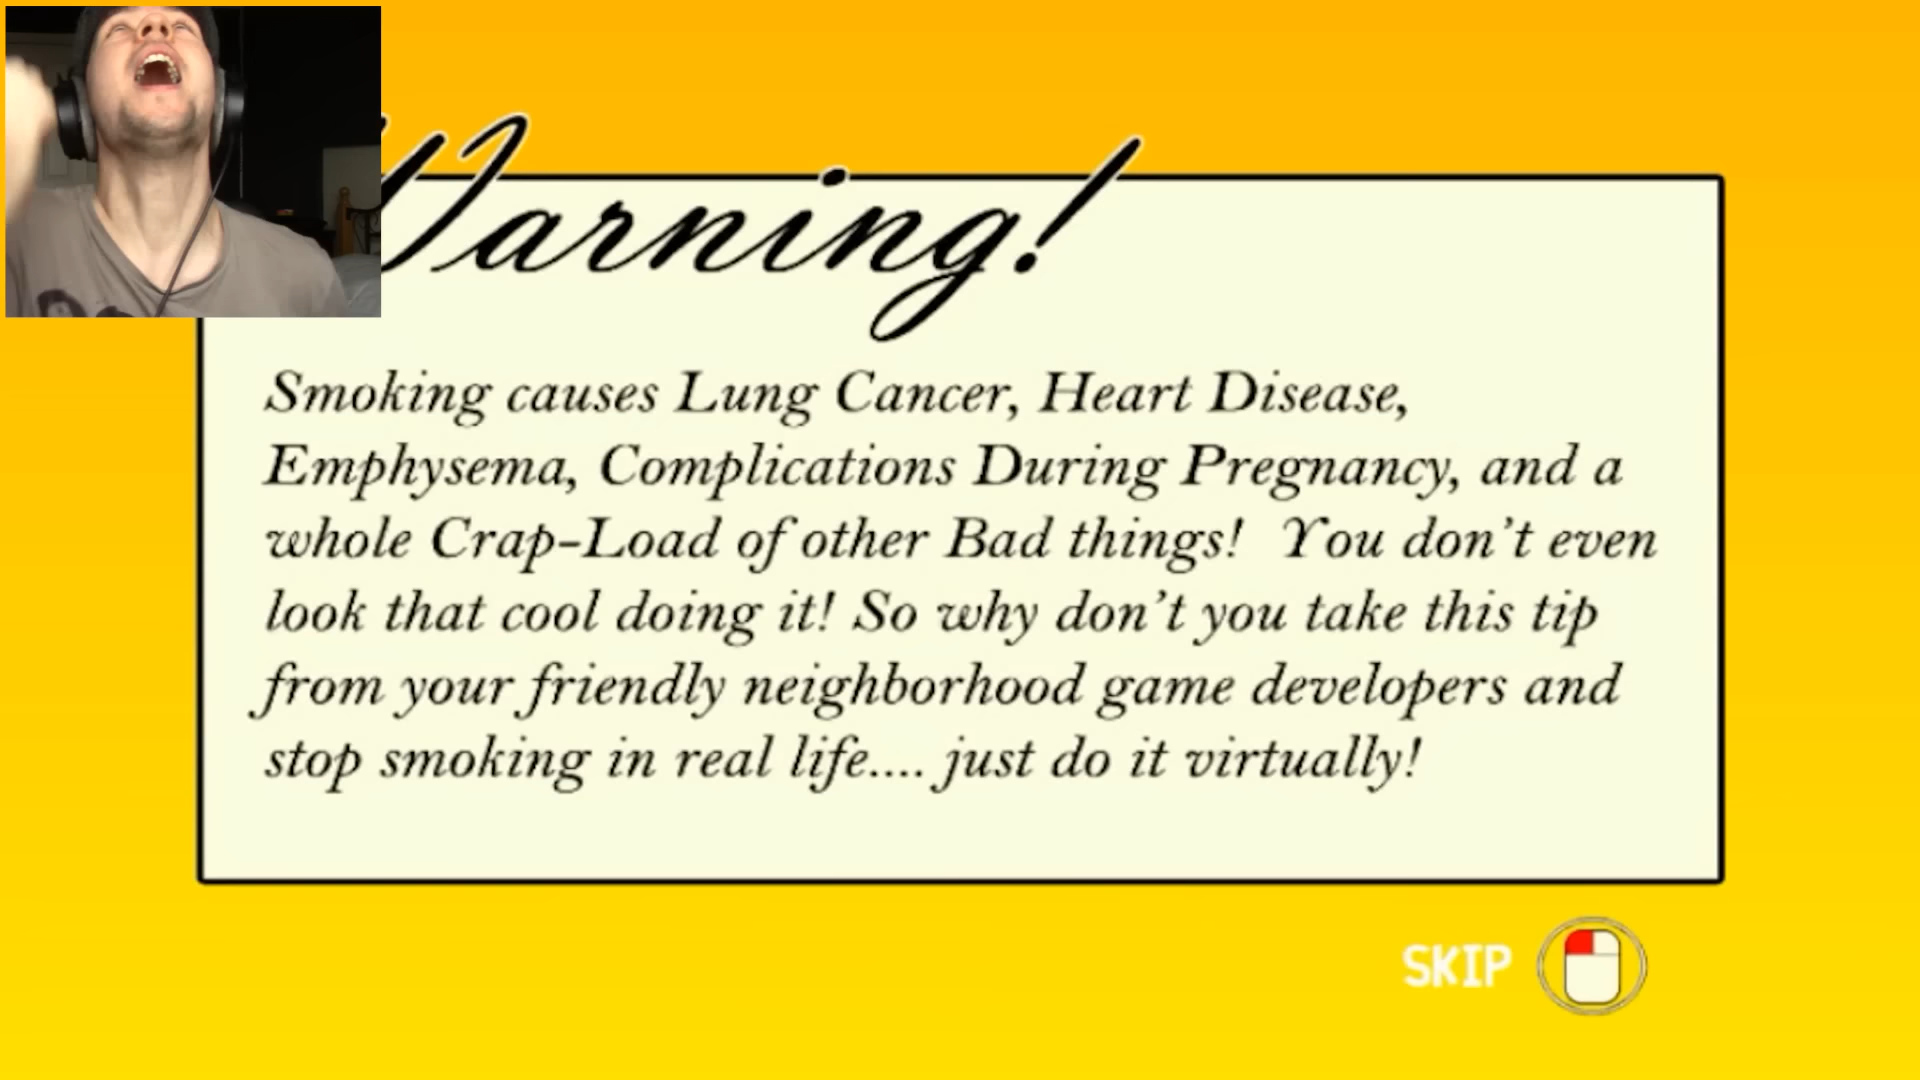 Warning!
Smoking causes Lung Cancer, Heart Disease,
Emphysema, Complications During Pregnancy, and a
whole Crap-Load of other Bad things! You don't even
look that cool doing it! So why don't you take this tip
from your friendly neighborhood game developers and
stop smoking in real life.... just do it virtually!
SKIP